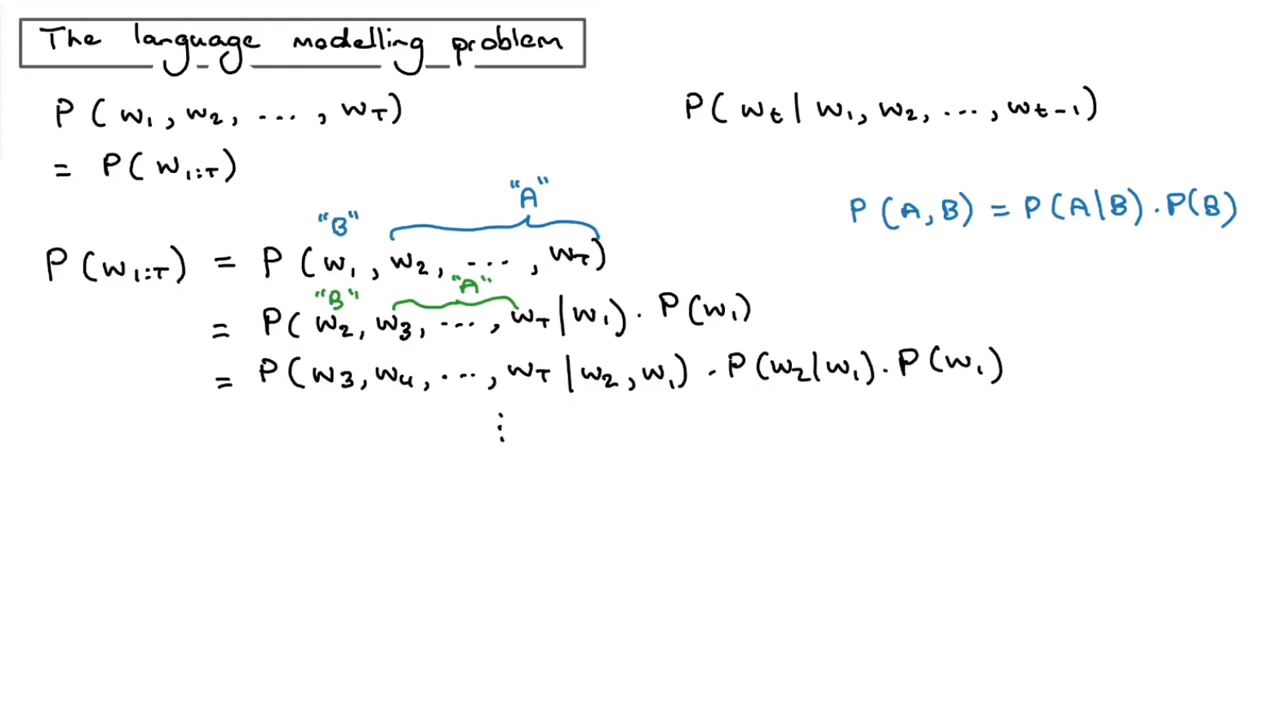 The language modelling problem
P(w₁, w₂, ..., w_T)
P(w_t | w₁, w₂, ..., w_{t-1})
= P(w_{1:T})
P(A, B) = P(A|B) · P(B)
"B" "A"
P(w_{1:T}) = P(w₁, w₂, ..., w_T)
"B" "A"
= P(w₂, w₃, ..., w_T | w₁) · P(w₁)
= P(w₃, w₄, ..., w_T | w₂, w₁) · P(w₂|w₁) · P(w₁)
⋮